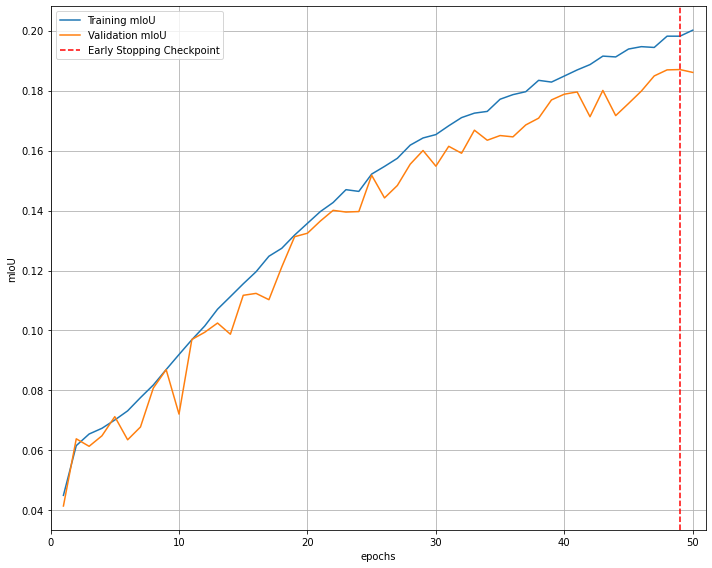 Training mIoU
Validation mIoU
Early Stopping Checkpoint
mIoU
0.20
0.18
0.16
0.14
0.12
0.10
0.08
0.06
0.04
0 10 20 30 40 50
epochs